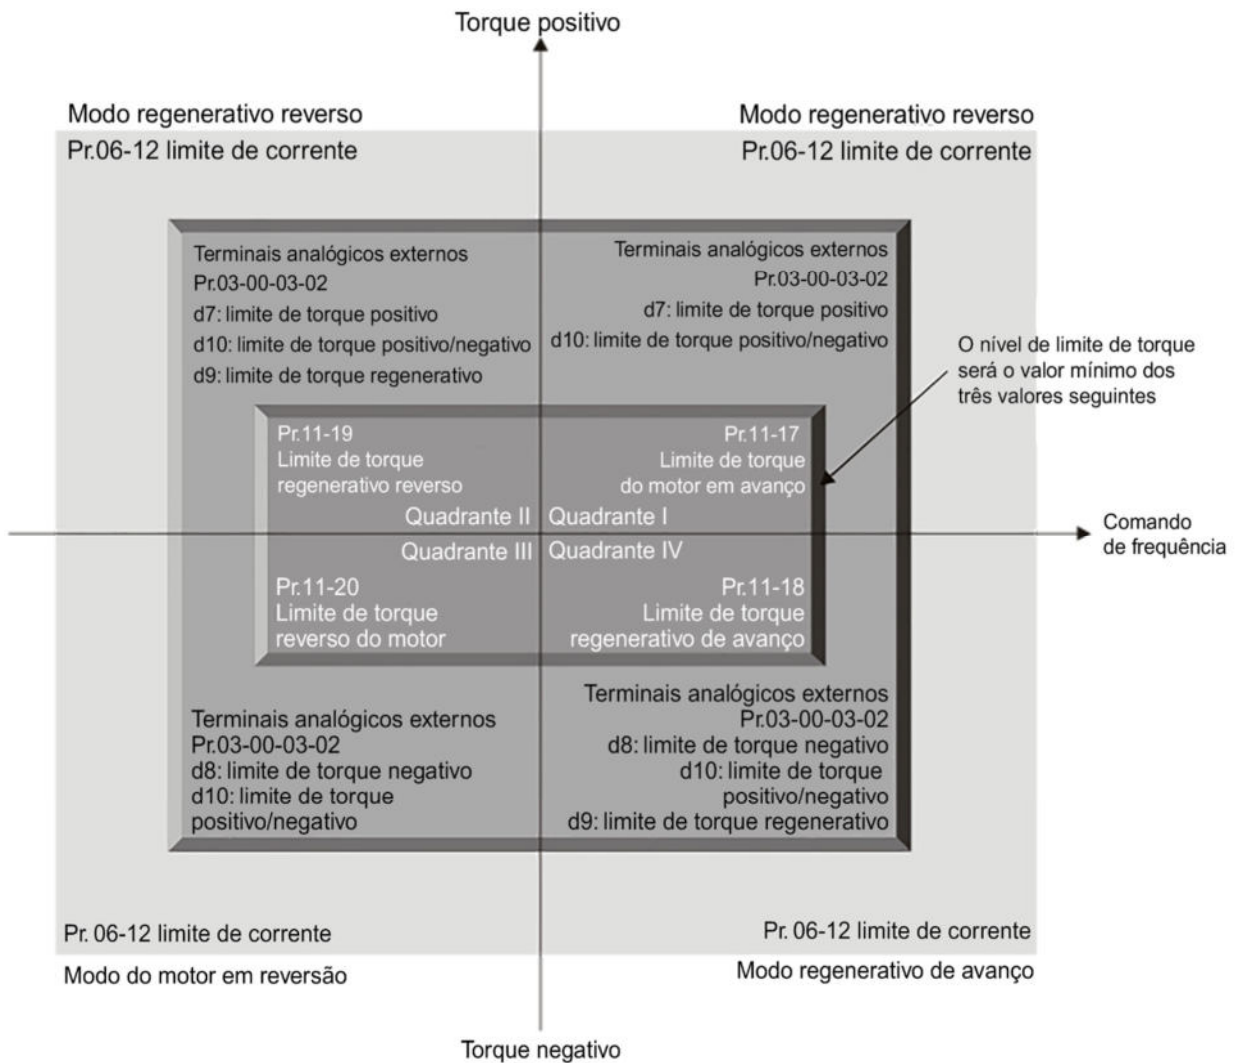 Torque positivo
Modo regenerativo reverso
Pr.06-12 limite de corrente
Modo regenerativo reverso
Pr.06-12 limite de corrente
Terminais analógicos externos
Pr.03-00-03-02
d7: limite de torque positivo
d10: limite de torque positivo/negativo
d9: limite de torque regenerativo
Terminais analógicos externos
Pr.03-00-03-02
d7: limite de torque positivo
d10: limite de torque positivo/negativo
O nível de limite de torque
será o valor mínimo dos
três valores seguintes
Pr.11-19
Limite de torque
regenerativo reverso
Quadrante II
Pr.11-17
Limite de torque
do motor em avanço
Quadrante I
Comando
de frequência
Quadrante III
Pr.11-20
Limite de torque
reverso do motor
Quadrante IV
Pr.11-18
Limite de torque
regenerativo de avanço
Terminais analógicos externos
Pr.03-00-03-02
d8: limite de torque negativo
d10: limite de torque
positivo/negativo
Terminais analógicos externos
Pr.03-00-03-02
d8: limite de torque negativo
d10: limite de torque
positivo/negativo
d9: limite de torque regenerativo
Pr. 06-12 limite de corrente
Modo do motor em reversão
Pr. 06-12 limite de corrente
Modo regenerativo de avanço
Torque negativo